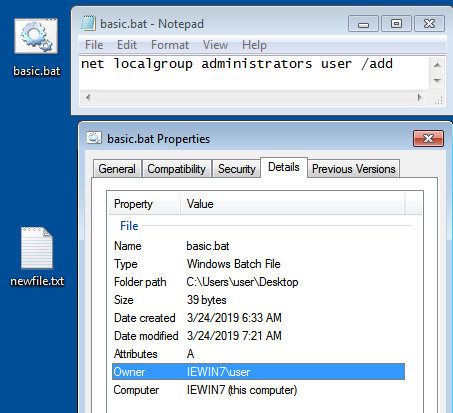 basic.bat - Notepad
File Edit Format View Help
net localgroup administrators user /add
basic.bat
basic.bat Properties
General Compatibility Security Details Previous Versions
Property Value
File
Name basic.bat
Type Windows Batch File
Folder path C:\Users\user\Desktop
Size 39 bytes
Date created 3/24/2019 6:33 AM
Date modified 3/24/2019 7:21 AM
Attributes A
Owner IEWIN7\user
Computer IEWIN7 (this computer)
newfile.txt